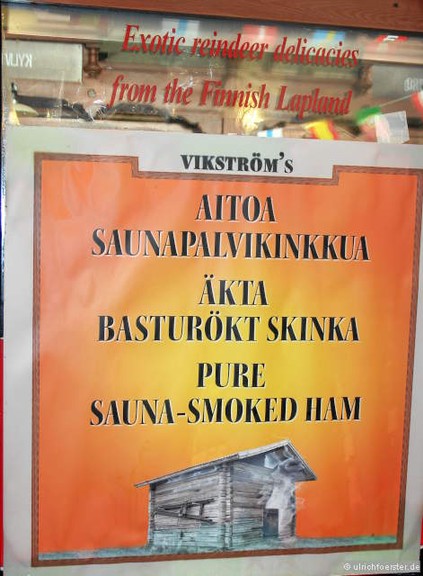 Exotic reindeer delicacies
from the Finnish Lapland
VIKSTRÖM'S
AITOA
SAUNAPALVIKINKKUA
ÄKTA
BASTURÖKT SKINKA
PURE
SAUNA-SMOKED HAM
© ulrichfoerster.de